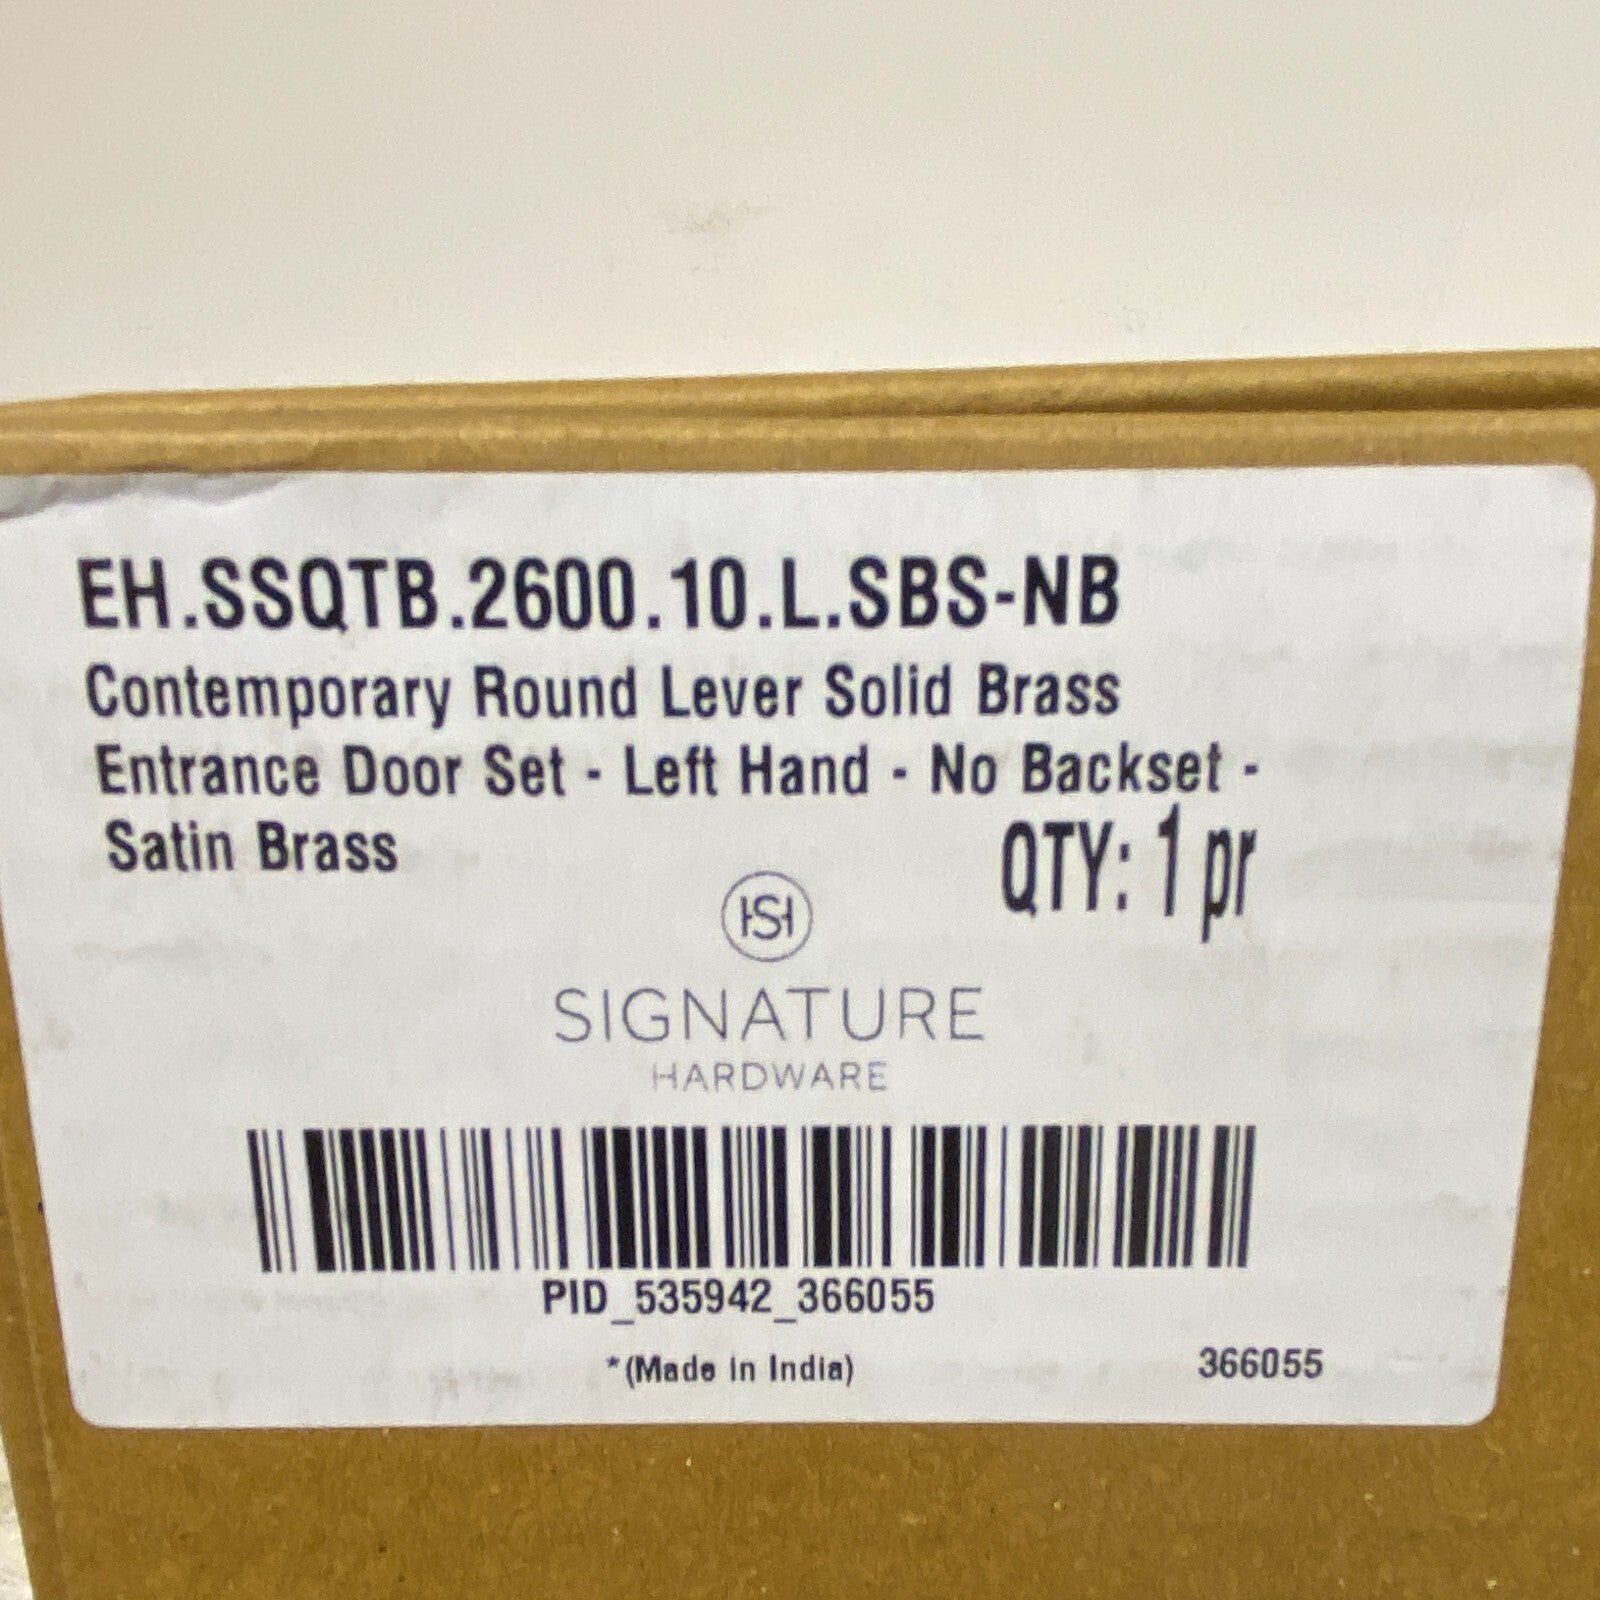 EH.SSQTB.2600.10.L.SBS-NB
Contemporary Round Lever Solid Brass
Entrance Door Set - Left Hand - No Backset -
Satin Brass
QTY: 1 pr
HS
SIGNATURE
HARDWARE
PID_535942_366055
*(Made in India)
366055